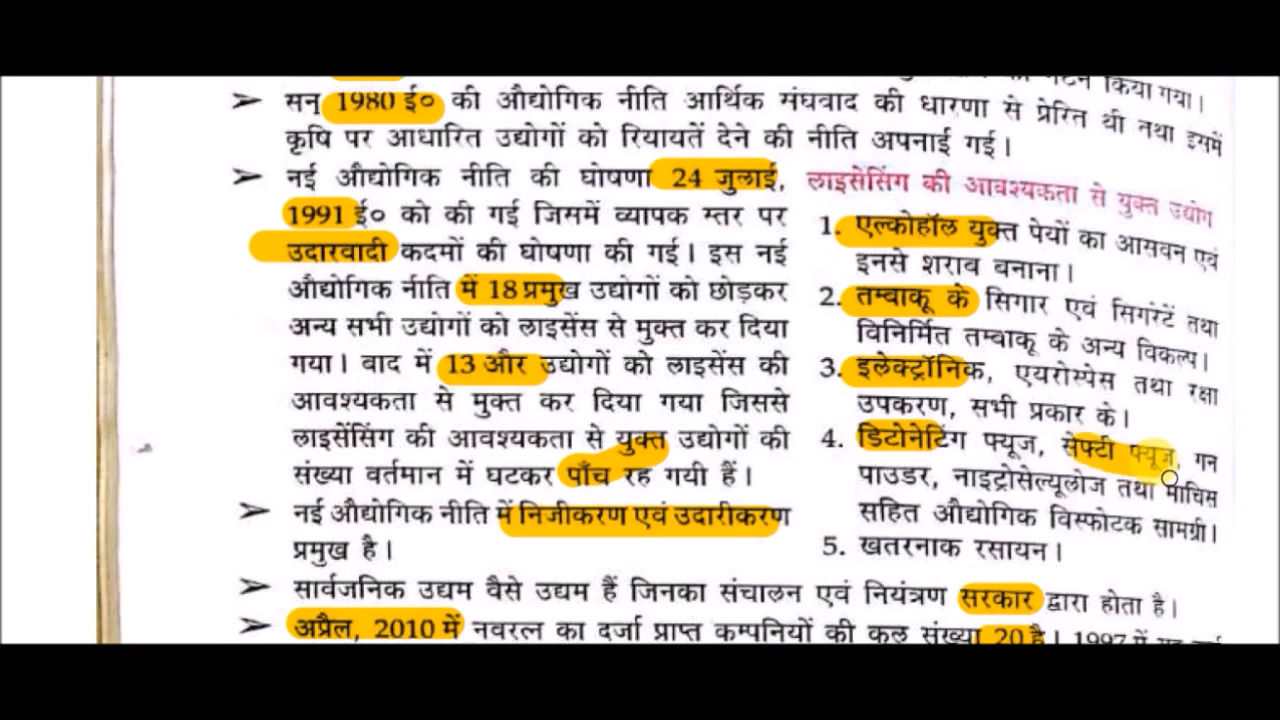 गठन किया गया।
➢ सन् 1980 ई० की औद्योगिक नीति आर्थिक संघवाद की धारणा से प्रेरित थी तथा इसमें
कृषि पर आधारित उद्योगों को रियायतें देने की नीति अपनाई गई।
➢ नई औद्योगिक नीति की घोषणा 24 जुलाई,
1991 ई० को की गई जिसमें व्यापक स्तर पर
उदारवादी कदमों की घोषणा की गई। इस नई
औद्योगिक नीति में 18 प्रमुख उद्योगों को छोड़कर
अन्य सभी उद्योगों को लाइसेंस से मुक्त कर दिया
गया। बाद में 13 और उद्योगों को लाइसेंस की
आवश्यकता से मुक्त कर दिया गया जिससे
लाइसेंसिंग की आवश्यकता से युक्त उद्योगों की
संख्या वर्तमान में घटकर पाँच रह गयी हैं।
➢ नई औद्योगिक नीति में निजीकरण एवं उदारीकरण
प्रमुख है।
लाइसेसिंग की आवश्यकता से युक्त उद्योग
1. एल्कोहॉल युक्त पेयों का आसवन एवं
इनसे शराब बनाना।
2. तम्बाकू के सिगार एवं सिगरेंटें तथा
विनिर्मित तम्बाकू के अन्य विकल्प।
3. इलेक्ट्रॉनिक, एयरोस्पेस तथा रक्षा
उपकरण, सभी प्रकार के।
4. डिटोनेटिंग फ्यूज, सेफ्टी फ्यूज, गन
पाउडर, नाइट्रोसेल्यूलोज तथा माचिस
सहित औद्योगिक विस्फोटक सामग्री।
5. खतरनाक रसायन।
➢ सार्वजनिक उद्यम वैसे उद्यम हैं जिनका संचालन एवं नियंत्रण सरकार द्वारा होता है।
➢ अप्रैल, 2010 में नवरत्न का दर्जा प्राप्त कम्पनियों की कुल संख्या 20 है। 1997 में